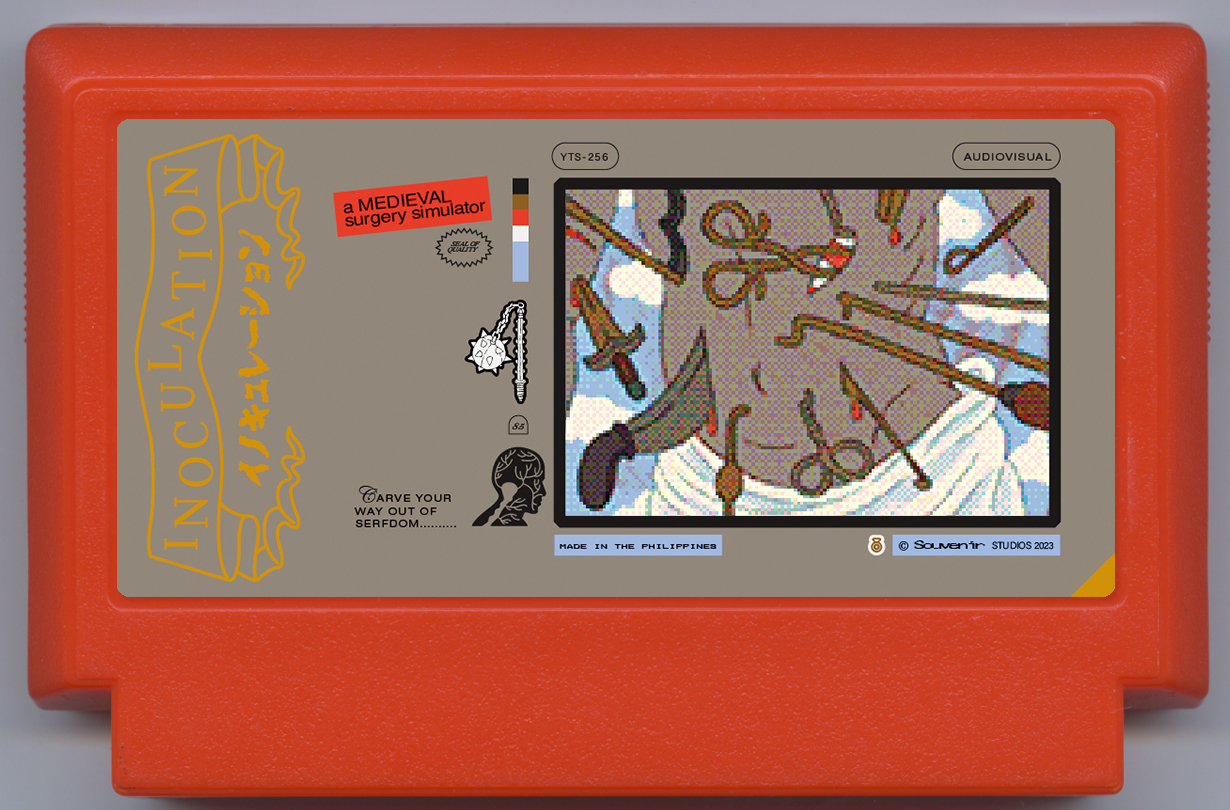 INOCULATION
イノキュレーション
a MEDIEVAL
surgery simulator
SEAL OF
QUALITY
85
CARVE YOUR
WAY OUT OF
SERFDOM..........
YTS-256
AUDIOVISUAL
MADE IN THE PHILIPPINES
© Souvenir STUDIOS 2023